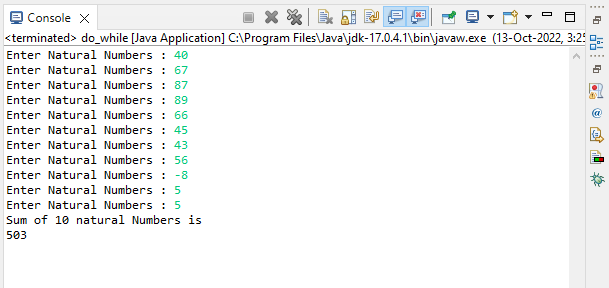 Console
<terminated> do_while [Java Application] C:\Program Files\Java\jdk-17.0.4.1\bin\javaw.exe (13-Oct-2022, 3:25
Enter Natural Numbers : 40
Enter Natural Numbers : 67
Enter Natural Numbers : 87
Enter Natural Numbers : 89
Enter Natural Numbers : 66
Enter Natural Numbers : 45
Enter Natural Numbers : 43
Enter Natural Numbers : 56
Enter Natural Numbers : -8
Enter Natural Numbers : 5
Enter Natural Numbers : 5
Sum of 10 natural Numbers is
503